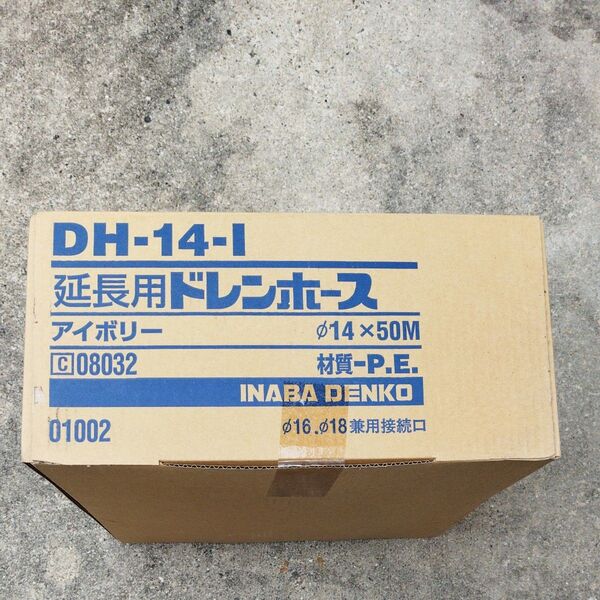 DH-14-I
延長用ドレンホース
アイボリー φ14×50M
C 08032 材質-P.E.
INABA DENKO
01002 φ16.φ18兼用接続口